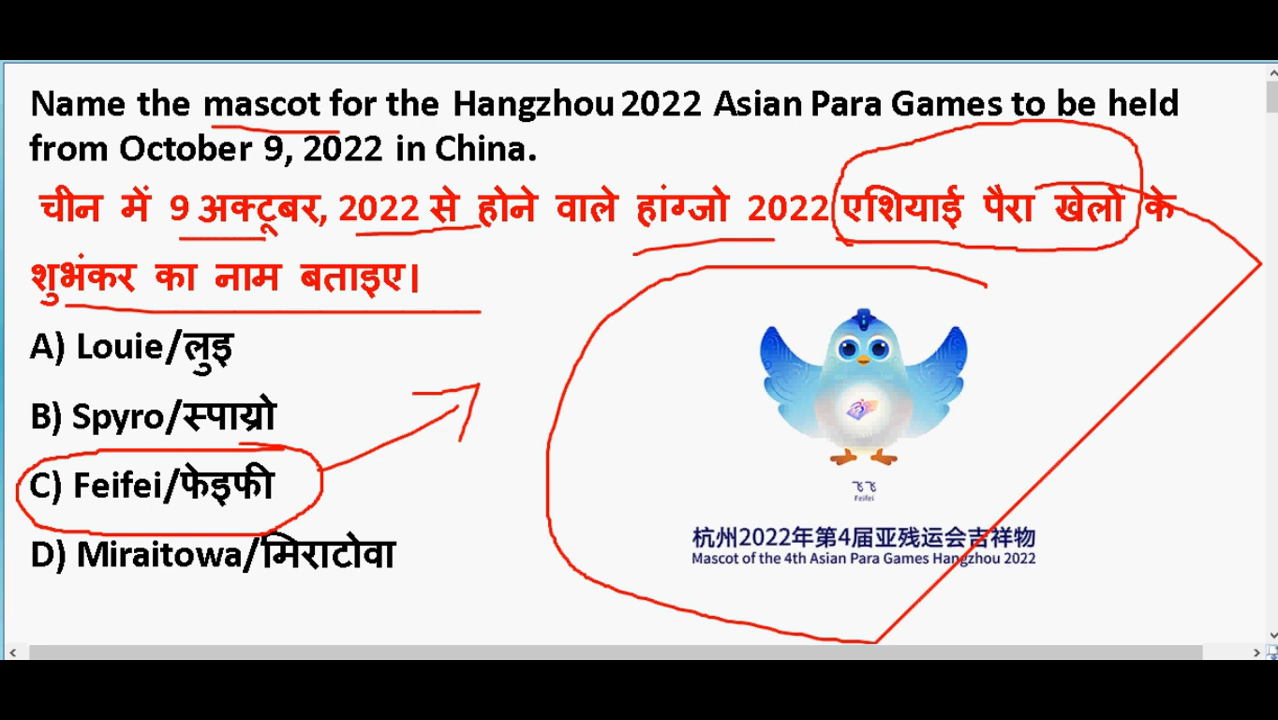 Name the mascot for the Hangzhou 2022 Asian Para Games to be held
from October 9, 2022 in China.
चीन में 9 अक्टूबर, 2022 से होने वाले हांग्जो 2022 एशियाई पैरा खेलों के
शुभंकर का नाम बताइए।
A) Louie/लुइ
B) Spyro/स्पाय्रो
C) Feifei/फेइफी
D) Miraitowa/मिराटोवा
飞飞
Feifei
杭州2022年第4届亚残运会吉祥物
Mascot of the 4th Asian Para Games Hangzhou 2022